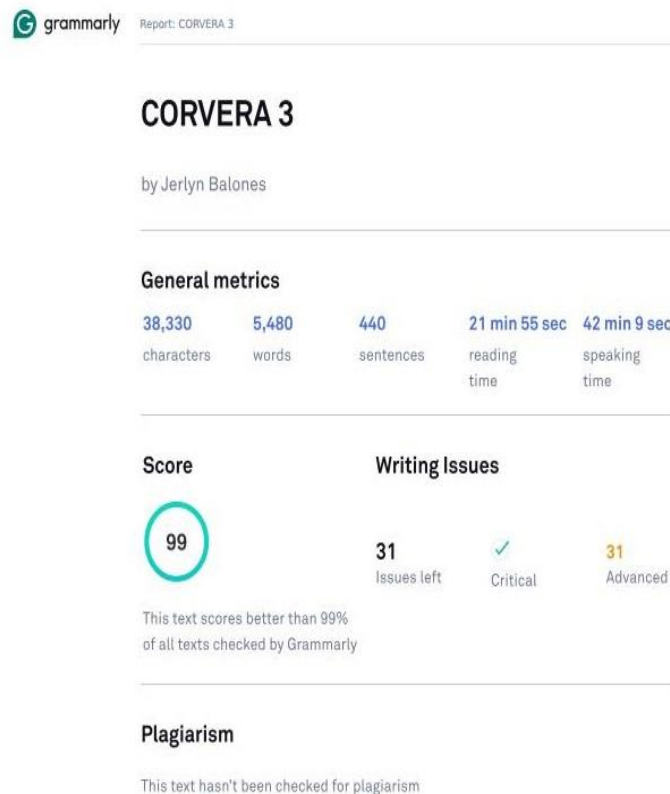 grammarly Report: CORVERA 3
CORVERA 3
by Jerlyn Balones
General metrics
38,330 5,480 440 21 min 55 sec 42 min 9 sec
characters words sentences reading speaking
time time
Score Writing Issues
99 31 31
Issues left Critical Advanced
This text scores better than 99%
of all texts checked by Grammarly
Plagiarism
This text hasn't been checked for plagiarism